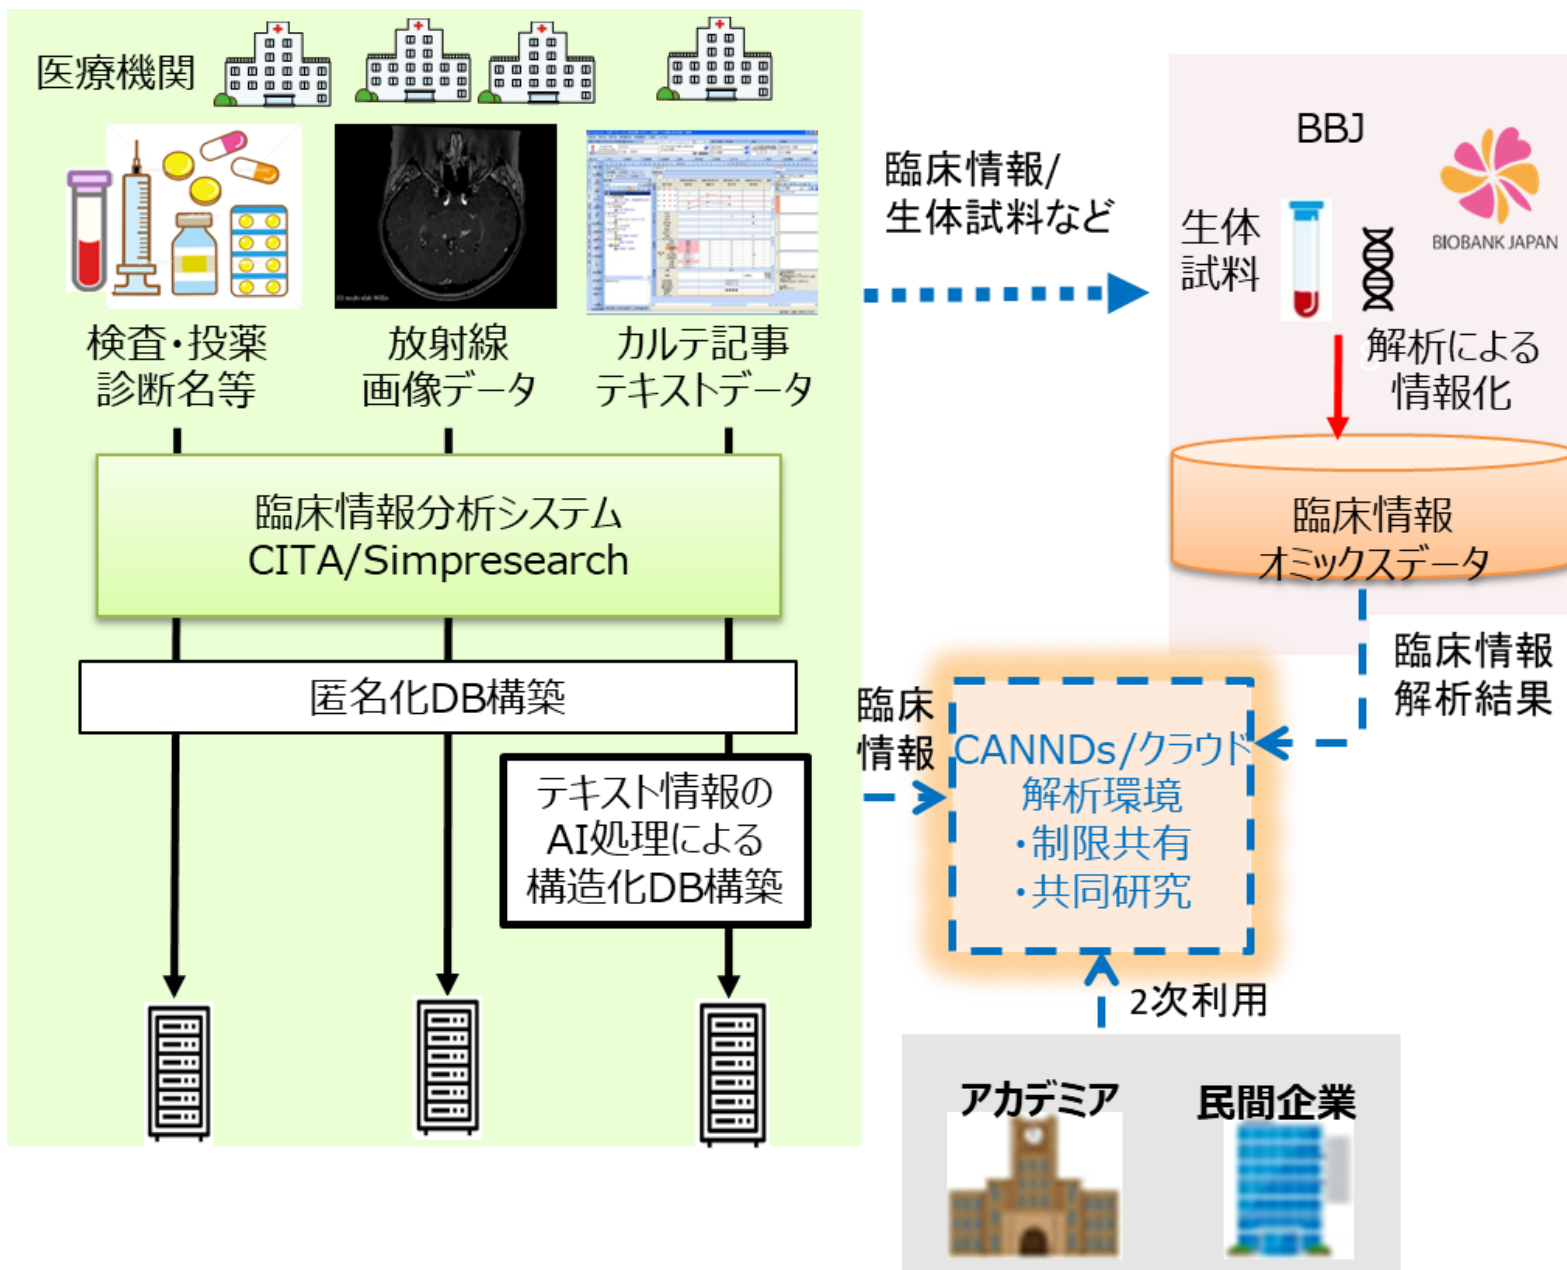 医療機関
検査・投薬
診断名等
放射線
画像データ
カルテ記事
テキストデータ
臨床情報分析システム
CITA/Simpresearch
匿名化DB構築
テキスト情報の
AI処理による
構造化DB構築
臨床情報/
生体試料など
BBJ
生体
試料
BIOBANK JAPAN
解析による
情報化
臨床情報
オミックスデータ
臨床情報
解析結果
臨床
情報
CANNDs/クラウド
解析環境
・制限共有
・共同研究
2次利用
アカデミア
民間企業